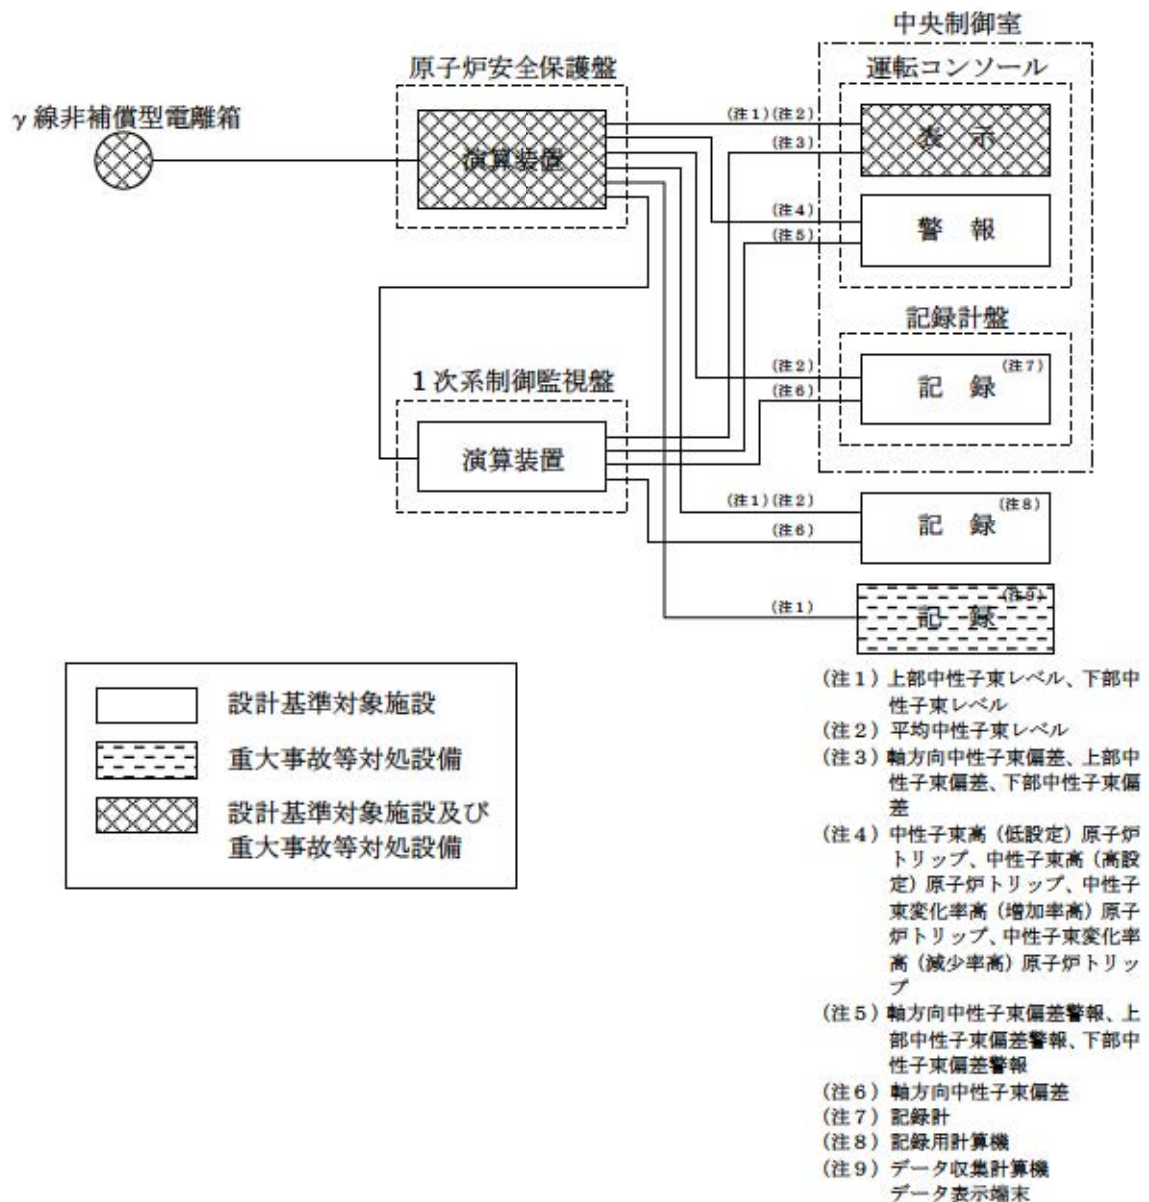 中央制御室
原子炉安全保護盤
運転コンソール
γ線非補償型電離箱
(注1)(注2)
演算装置
表 示
(注3)
(注4)
警 報
(注5)
記録計盤
1次系制御監視盤
(注2)
記 録
(注7)
(注6)
演算装置
(注1)(注2)
記 録
(注8)
(注6)
(注1)
記 録
(注9)
設計基準対象施設
重大事故等対処設備
設計基準対象施設及び
重大事故等対処設備
(注1)上部中性子束レベル、下部中
性子束レベル
(注2)平均中性子束レベル
(注3)軸方向中性子束偏差、上部中
性子束偏差、下部中性子束偏
差
(注4)中性子束高(低設定)原子炉
トリップ、中性子束高(高設
定)原子炉トリップ、中性子
束変化率高(増加率高)原子
炉トリップ、中性子束変化率
高(減少率高)原子炉トリッ
プ
(注5)軸方向中性子束偏差警報、上
部中性子束偏差警報、下部中
性子束偏差警報
(注6)軸方向中性子束偏差
(注7)記録計
(注8)記録用計算機
(注9)データ収集計算機
データ表示端末